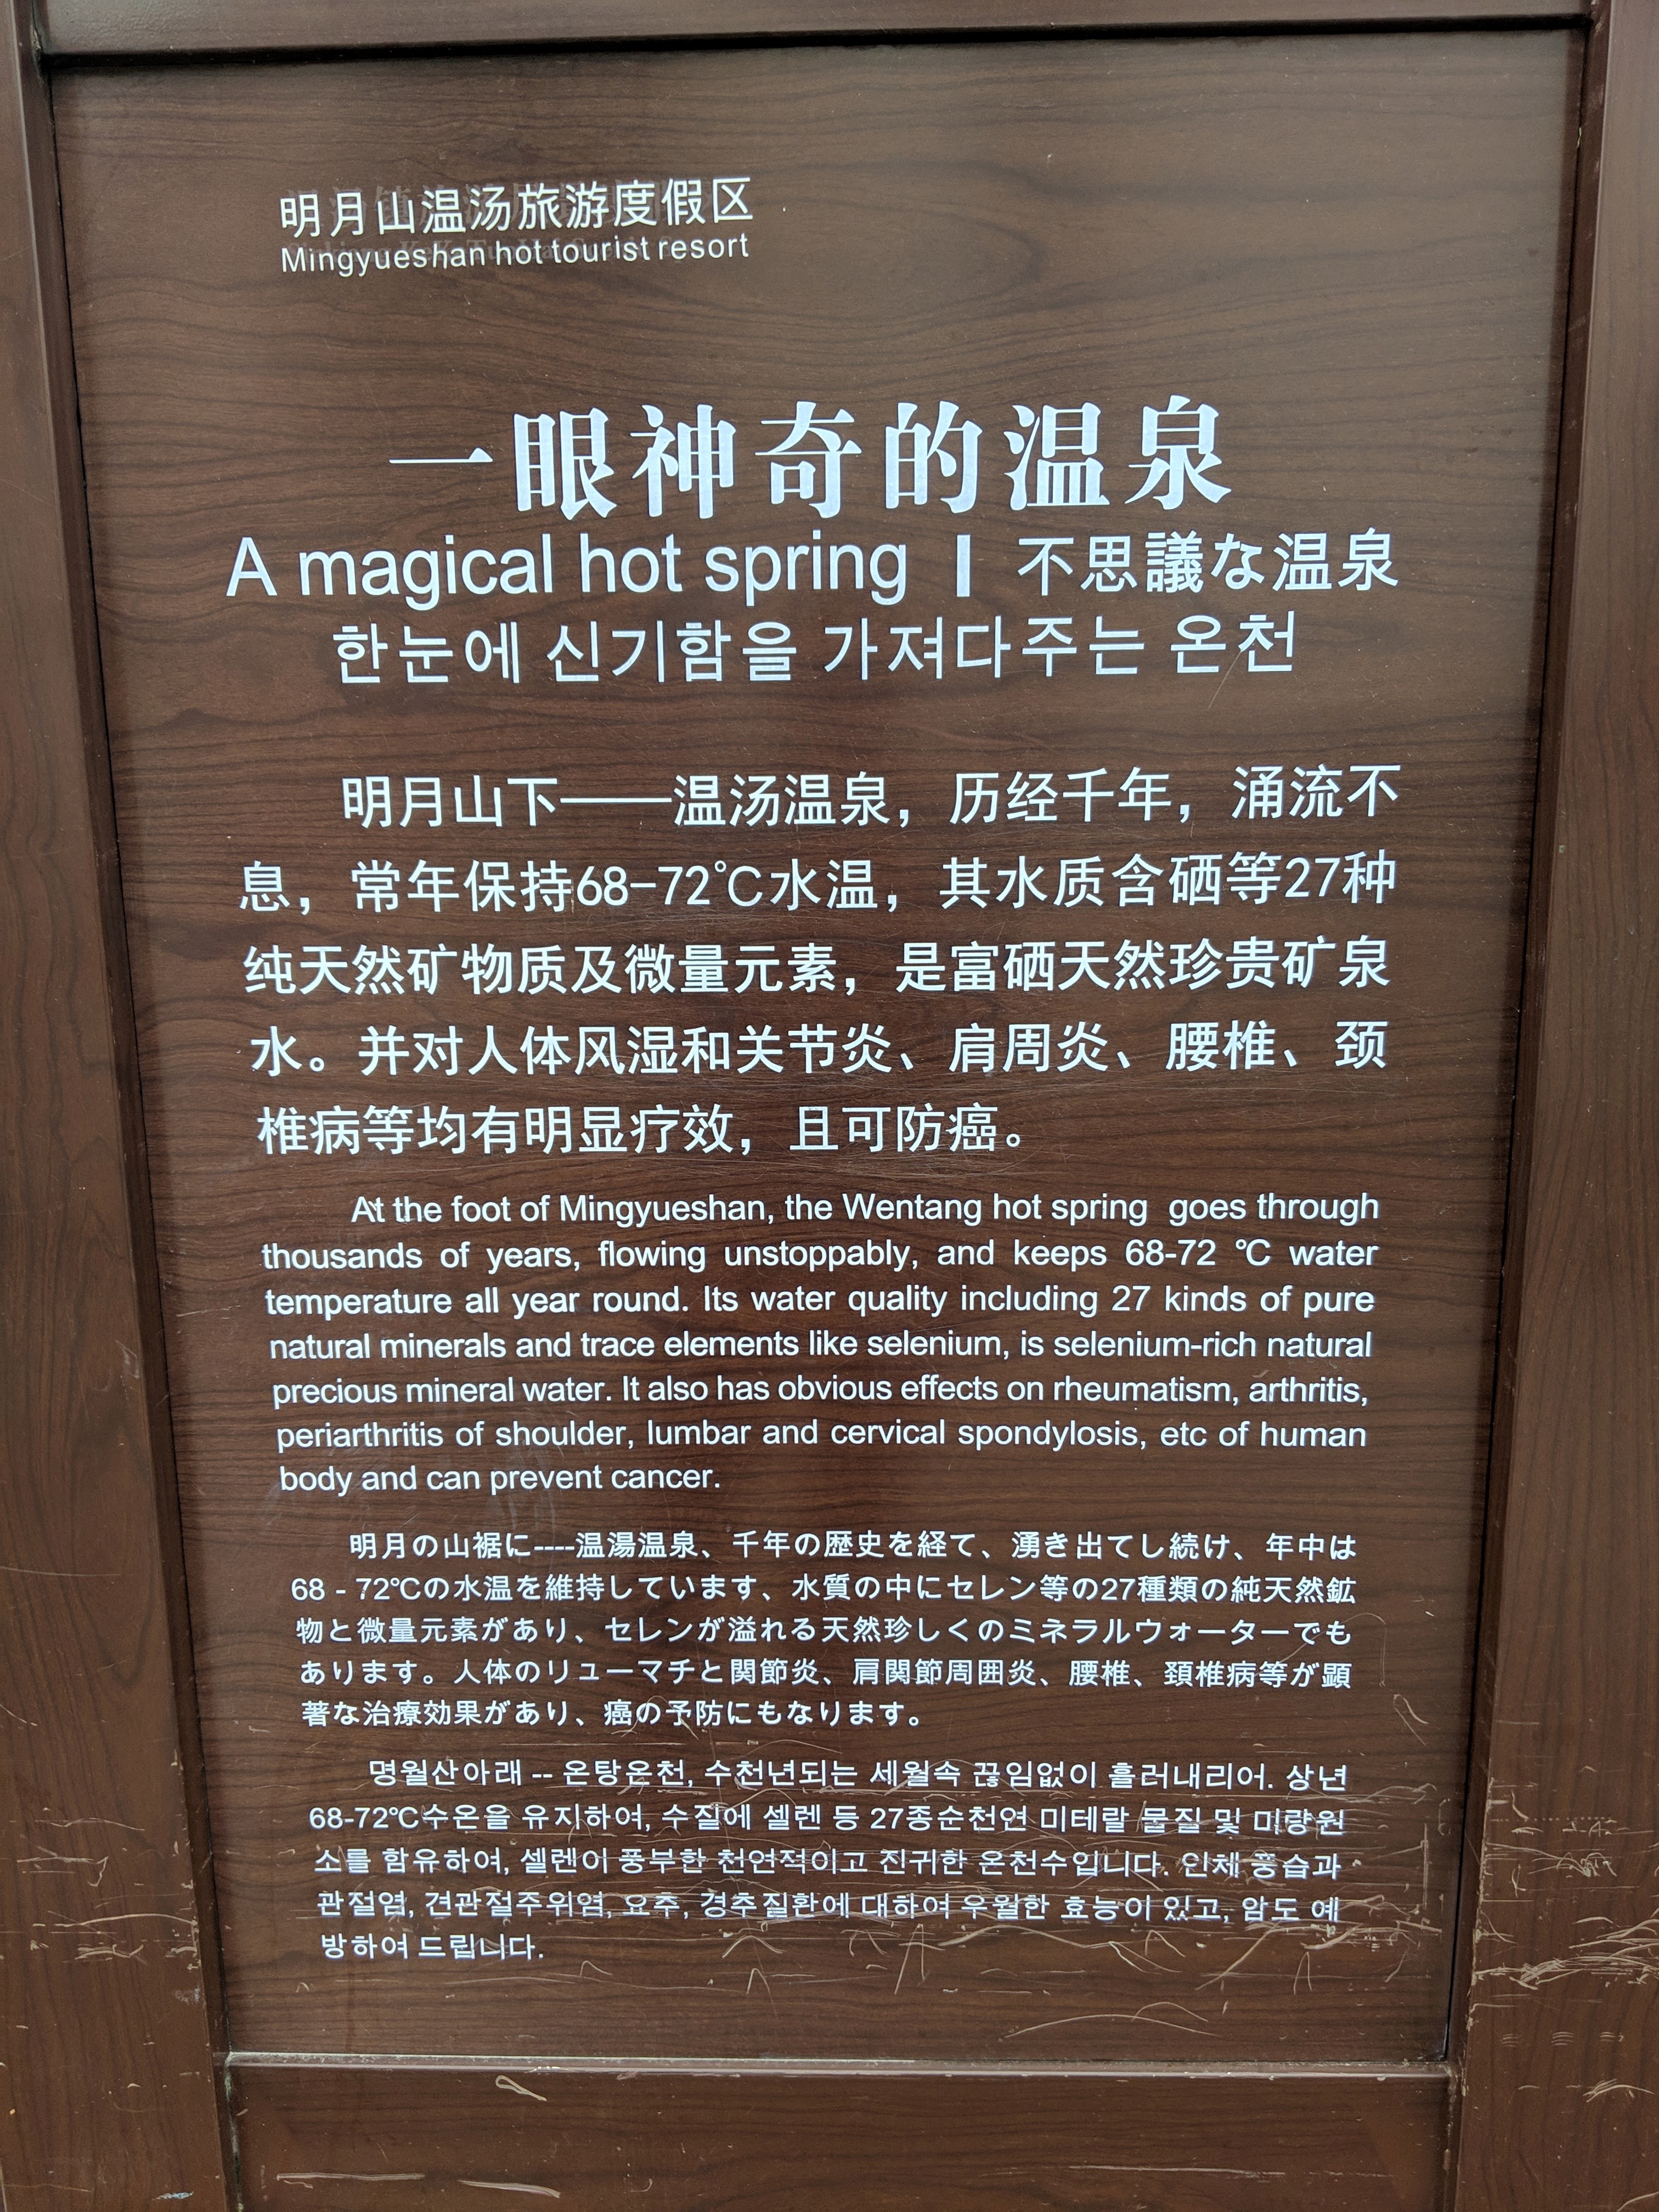 明月山温汤旅游度假区
Mingyueshan hot tourist resort
一眼神奇的温泉
A magical hot spring | 不思議な温泉
한눈에 신기함을 가져다주는 온천
明月山下——温汤温泉，历经千年，涌流不
息，常年保持68-72℃水温，其水质含硒等27种
纯天然矿物质及微量元素，是富硒天然珍贵矿泉
水。并对人体风湿和关节炎、肩周炎、腰椎、颈
椎病等均有明显疗效，且可防癌。
At the foot of Mingyueshan, the Wentang hot spring goes through
thousands of years, flowing unstoppably, and keeps 68-72 ℃ water
temperature all year round. Its water quality including 27 kinds of pure
natural minerals and trace elements like selenium, is selenium-rich natural
precious mineral water. It also has obvious effects on rheumatism, arthritis,
periarthritis of shoulder, lumbar and cervical spondylosis, etc of human
body and can prevent cancer.
明月の山裾に----温湯温泉、千年の歴史を経て、湧き出てし続け、年中は
68 - 72℃の水温を維持しています、水質の中にセレン等の27種類の純天然鉱
物と微量元素があり、セレンが溢れる天然珍しくのミネラルウォーターでも
あります。人体のリューマチと関節炎、肩関節周囲炎、腰椎、頚椎病等が顕
著な治療効果があり、癌の予防にもなります。
명월산아래 -- 온탕온천, 수천년되는 세월속 끊임없이 흘러내리어. 상년
68-72℃수온을 유지하여, 수질에 셀렌 등 27종순천연 미테랄 물질 및 미량원
소를 함유하여, 셀렌이 풍부한 천연적이고 진귀한 온천수입니다. 인체 풍습과
관절염, 견관절주위염, 요추, 경추질환에 대하여 우월한 효능이 있고, 암도 예
방하여 드립니다.